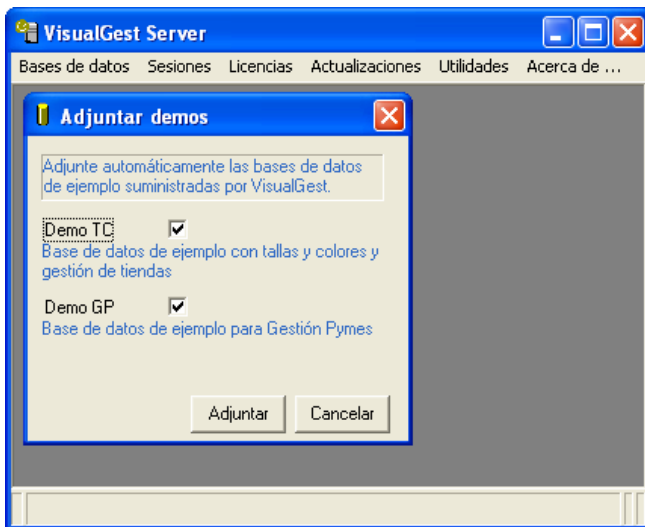 VisualGest Server
Bases de datos Sesiones Licencias Actualizaciones Utilidades Acerca de ...
Adjuntar demos
Adjunte automáticamente las bases de datos
de ejemplo suministradas por VisualGest.
Demo TC
Base de datos de ejemplo con tallas y colores y
gestión de tiendas
Demo GP
Base de datos de ejemplo para Gestión Pymes
Adjuntar Cancelar